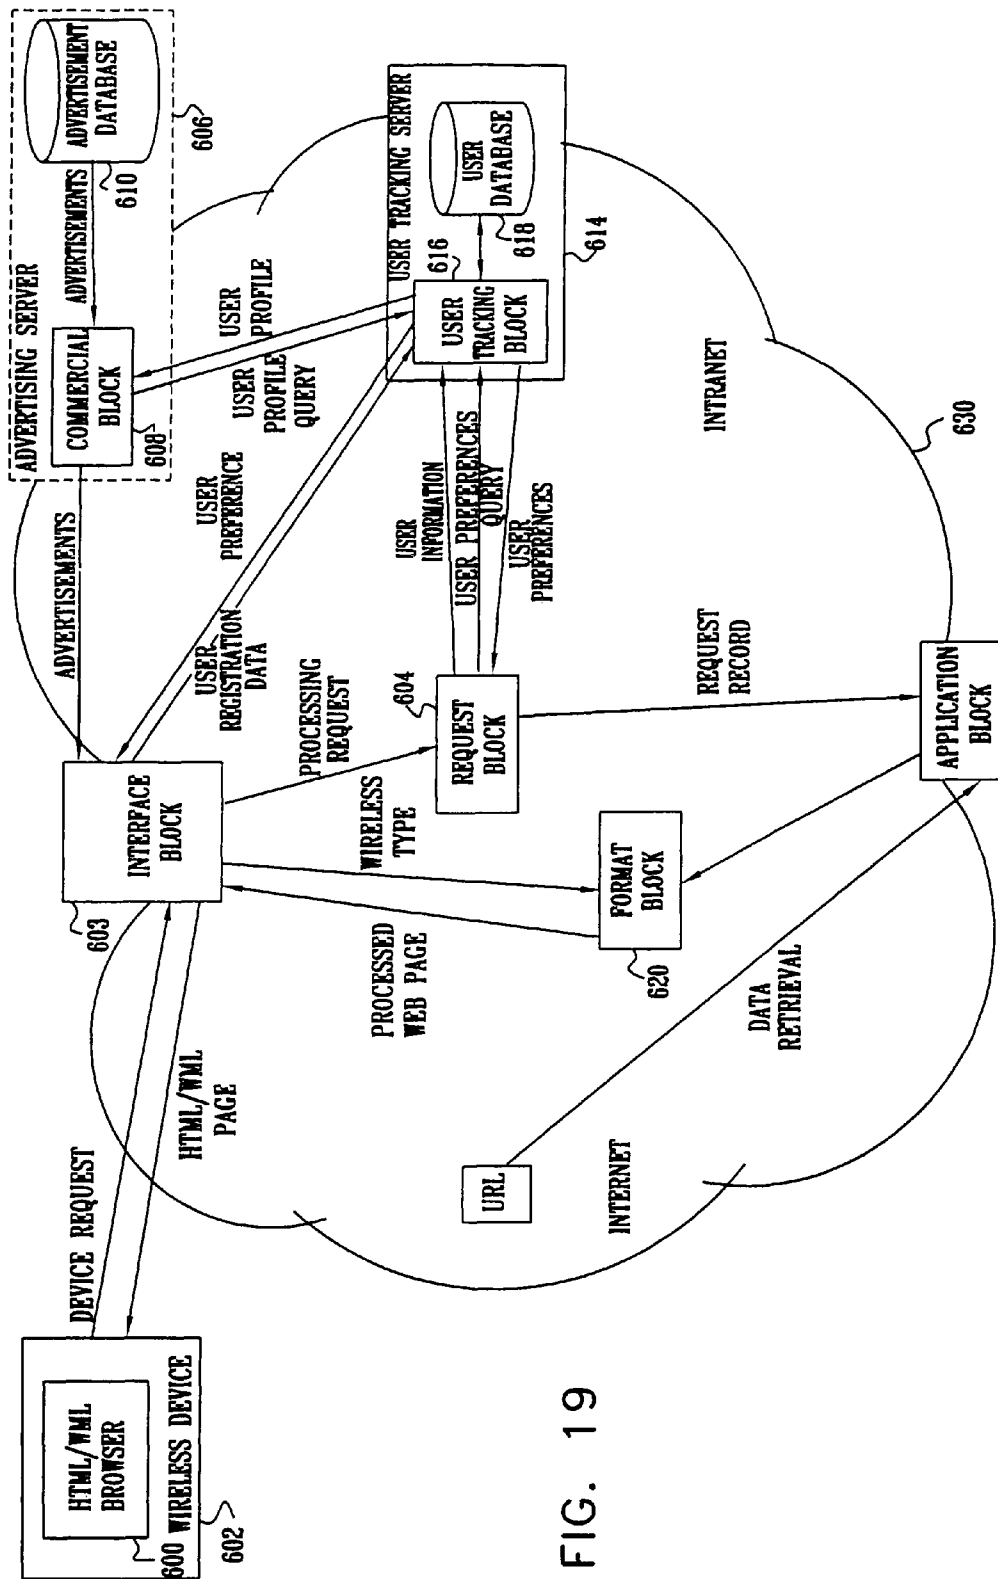 HTML/WML
BROWSER
600
WIRELESS DEVICE
602
DEVICE REQUEST
HTML/WML
PAGE
603
INTERFACE
BLOCK
ADVERTISEMENTS
ADVERTISING SERVER
COMMERCIAL
BLOCK
608
ADVERTISEMENTS
ADVERTISEMENT
DATABASE
610
606
USER
PREFERENCE
USER
REGISTRATION
DATA
USER
PROFILE
USER
PROFILE
QUERY
USER TRACKING SERVER
616
USER
TRACKING
BLOCK
USER
DATABASE
618
614
PROCESSING
REQUEST
WIRELESS
TYPE
PROCESSED
WEB PAGE
604
REQUEST
BLOCK
USER
INFORMATION
USER PREFERENCES
QUERY
USER
PREFERENCES
FORMAT
BLOCK
620
REQUEST
RECORD
URL
INTERNET
DATA
RETRIEVAL
INTRANET
630
APPLICATION
BLOCK
FIG. 19